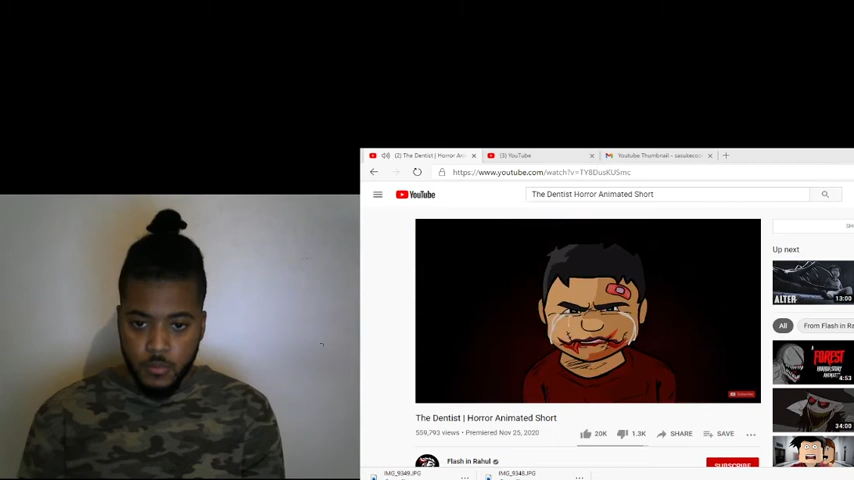 (2) The Dentist | Horror An
(3) YouTube
Youtube Thumbnail - sasukeco
https://www.youtube.com/watch?v=TY8DusKUSmc
YouTube
The Dentist Horror Animated Short
Up next
ALTER
13:00
All
From Flash in Ra
A FOREST
4:53
34:00
Subscribe
The Dentist | Horror Animated Short
559,793 views • Premiered Nov 25, 2020
20K
1.3K
SHARE
SAVE
Flash in Rahul
SUBSCRIBE
IMG_9349.JPG
IMG_9348.JPG